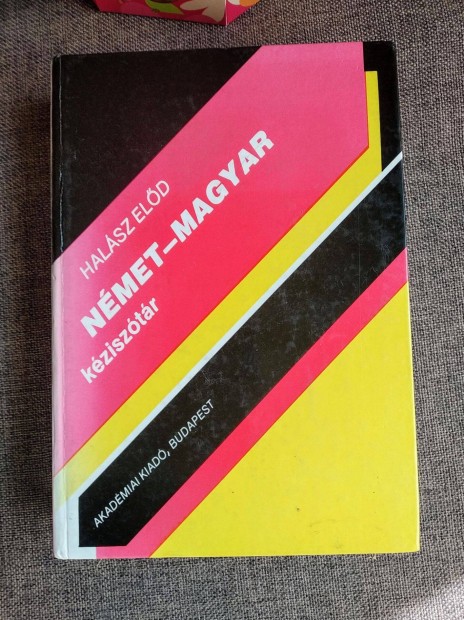 HALÁSZ ELŐD
NÉMET–MAGYAR
kéziszótár
AKADÉMIAI KIADÓ, BUDAPEST